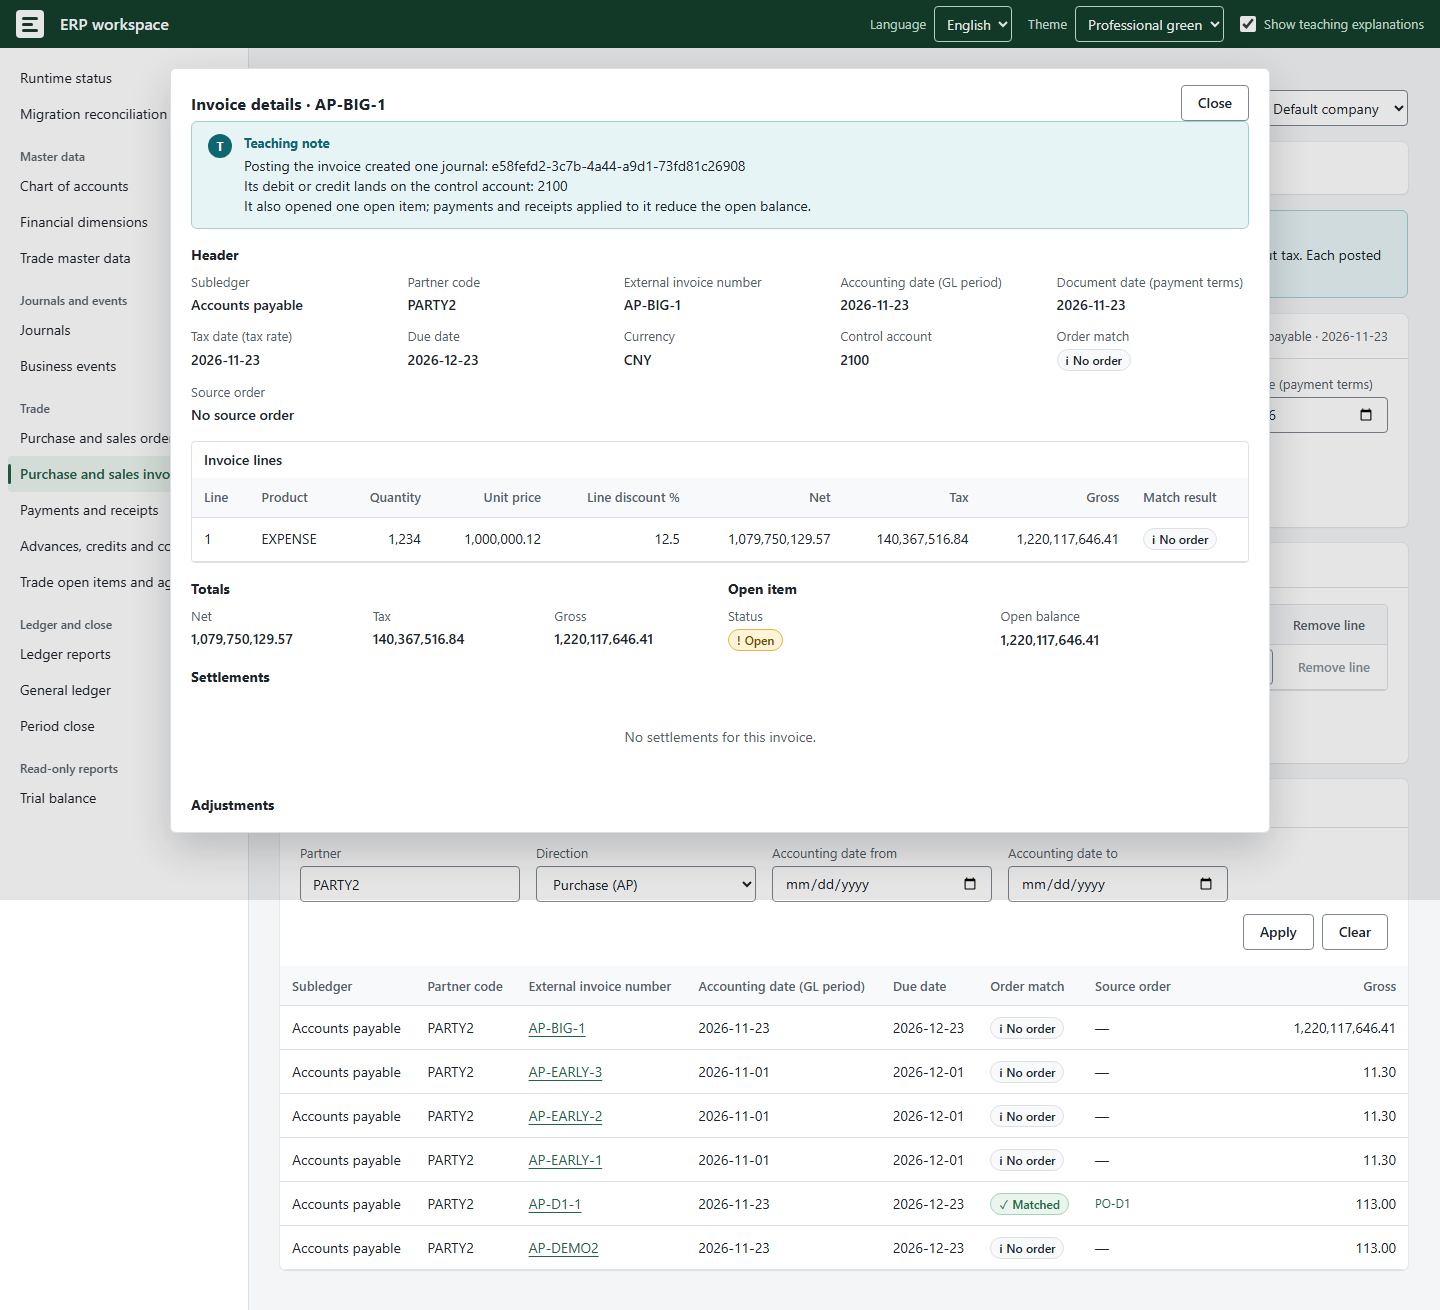 ERP workspace
Language English Theme Professional green Show teaching explanations
Runtime status
Migration reconciliation
Master data
Chart of accounts
Financial dimensions
Trade master data
Journals and events
Journals
Business events
Trade
Purchase and sales orde
Purchase and sales invo
Payments and receipts
Advances, credits and co
Trade open items and ag
Ledger and close
Ledger reports
General ledger
Period close
Read-only reports
Trial balance
Default company
ut tax. Each posted
payable · 2026-11-23
e (payment terms)
6
Remove line
Remove line
Invoice details · AP-BIG-1
Close
T Teaching note
Posting the invoice created one journal: e58fefd2-3c7b-4a44-a9d1-73fd81c26908
Its debit or credit lands on the control account: 2100
It also opened one open item; payments and receipts applied to it reduce the open balance.
Header
Subledger Partner code External invoice number Accounting date (GL period) Document date (payment terms)
Accounts payable PARTY2 AP-BIG-1 2026-11-23 2026-11-23
Tax date (tax rate) Due date Currency Control account Order match
2026-11-23 2026-12-23 CNY 2100 i No order
Source order
No source order
Invoice lines
Line Product Quantity Unit price Line discount % Net Tax Gross Match result
1 EXPENSE 1,234 1,000,000.12 12.5 1,079,750,129.57 140,367,516.84 1,220,117,646.41 i No order
Totals Open item
Net Tax Gross Status Open balance
1,079,750,129.57 140,367,516.84 1,220,117,646.41 ! Open 1,220,117,646.41
Settlements
No settlements for this invoice.
Adjustments
Partner Direction Accounting date from Accounting date to
PARTY2 Purchase (AP) mm/dd/yyyy mm/dd/yyyy
Apply Clear
Subledger Partner code External invoice number Accounting date (GL period) Due date Order match Source order Gross
Accounts payable PARTY2 AP-BIG-1 2026-11-23 2026-12-23 i No order — 1,220,117,646.41
Accounts payable PARTY2 AP-EARLY-3 2026-11-01 2026-12-01 i No order — 11.30
Accounts payable PARTY2 AP-EARLY-2 2026-11-01 2026-12-01 i No order — 11.30
Accounts payable PARTY2 AP-EARLY-1 2026-11-01 2026-12-01 i No order — 11.30
Accounts payable PARTY2 AP-D1-1 2026-11-23 2026-12-23 ✓ Matched PO-D1 113.00
Accounts payable PARTY2 AP-DEMO2 2026-11-23 2026-12-23 i No order — 113.00